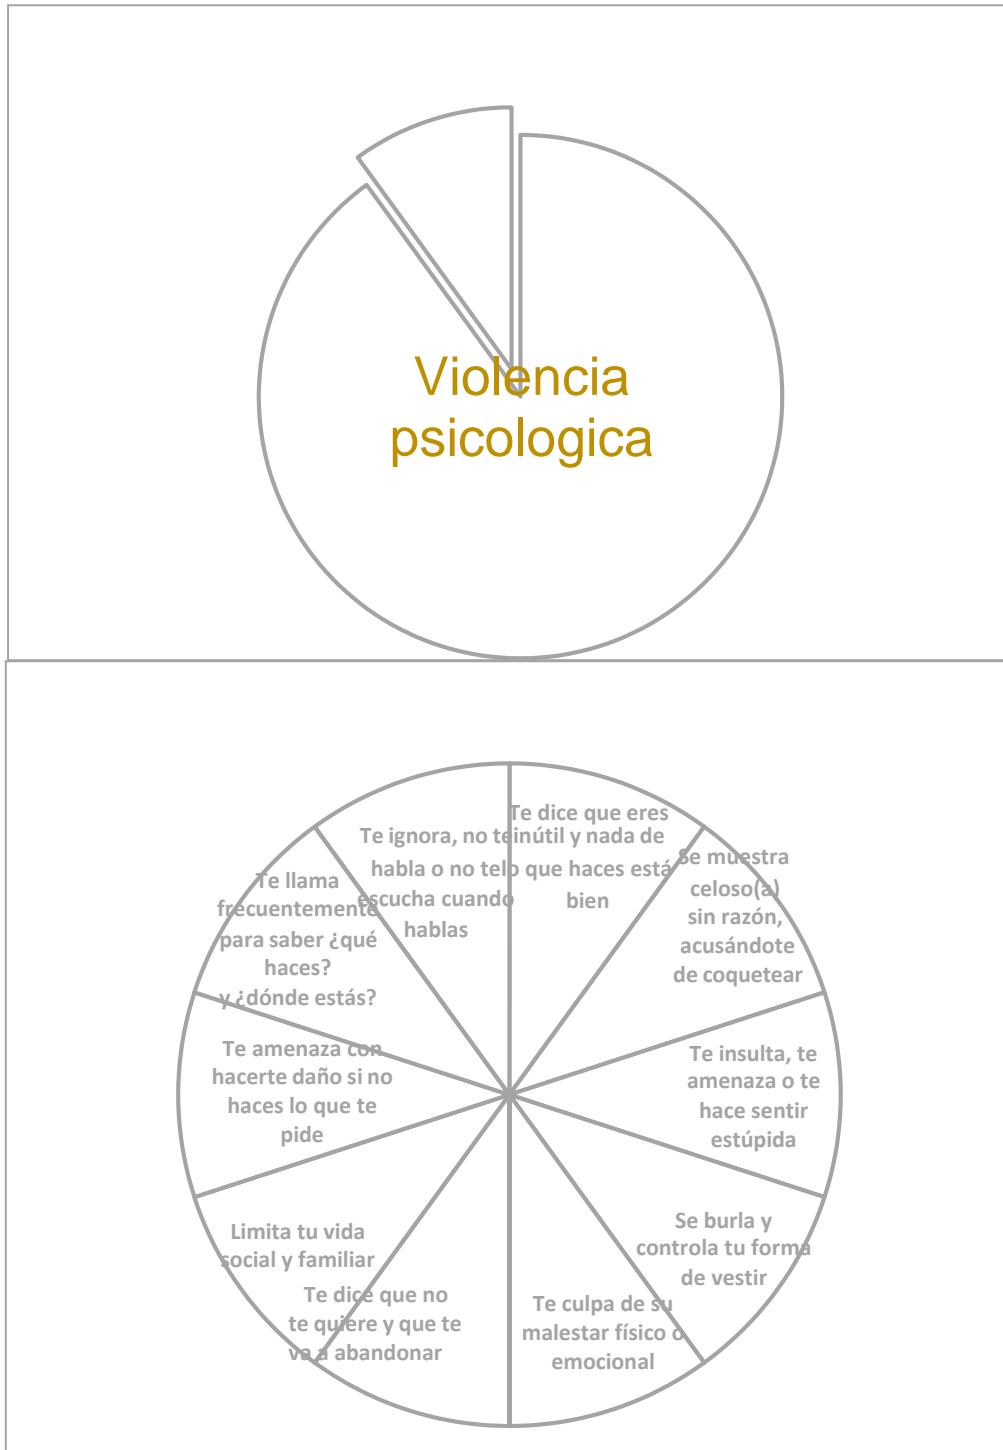 Violencia
psicologica
Te dice que eres
inútil y nada de
lo que haces está
bien
Se muestra
celoso(a)
sin razón,
acusándote
de coquetear
Te insulta, te
amenaza o te
hace sentir
estúpida
Se burla y
controla tu forma
de vestir
Te culpa de su
malestar físico o
emocional
Te dice que no
te quiere y que te
va a abandonar
Limita tu vida
social y familiar
Te amenaza con
hacerte daño si no
haces lo que te
pide
Te llama
frecuentemente
para saber ¿qué
haces?
y ¿dónde estás?
Te ignora, no te
habla o no te
escucha cuando
hablas